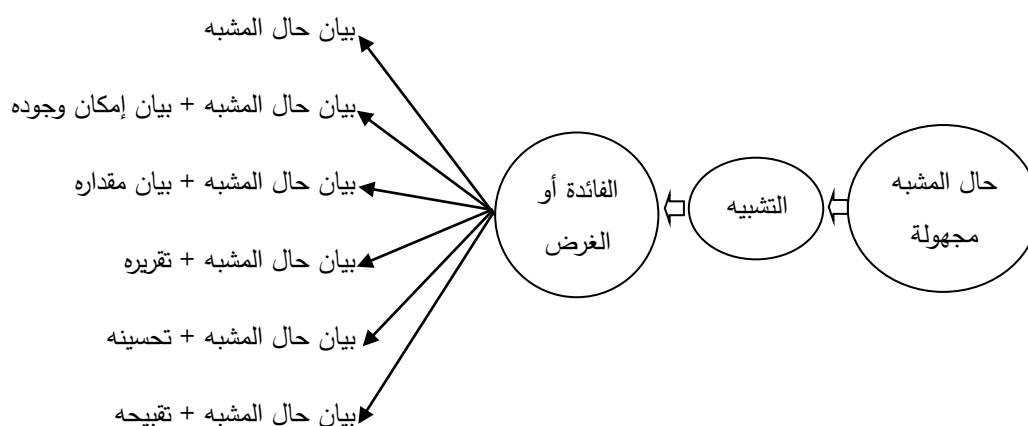 حال المشبه
مجهولة
التشبيه
الفائدة أو
الغرض
بيان حال المشبه
بيان حال المشبه + بيان إمكان وجوده
بيان حال المشبه + بيان مقداره
بيان حال المشبه + تقريره
بيان حال المشبه + تحسينه
بيان حال المشبه + تقبيحه